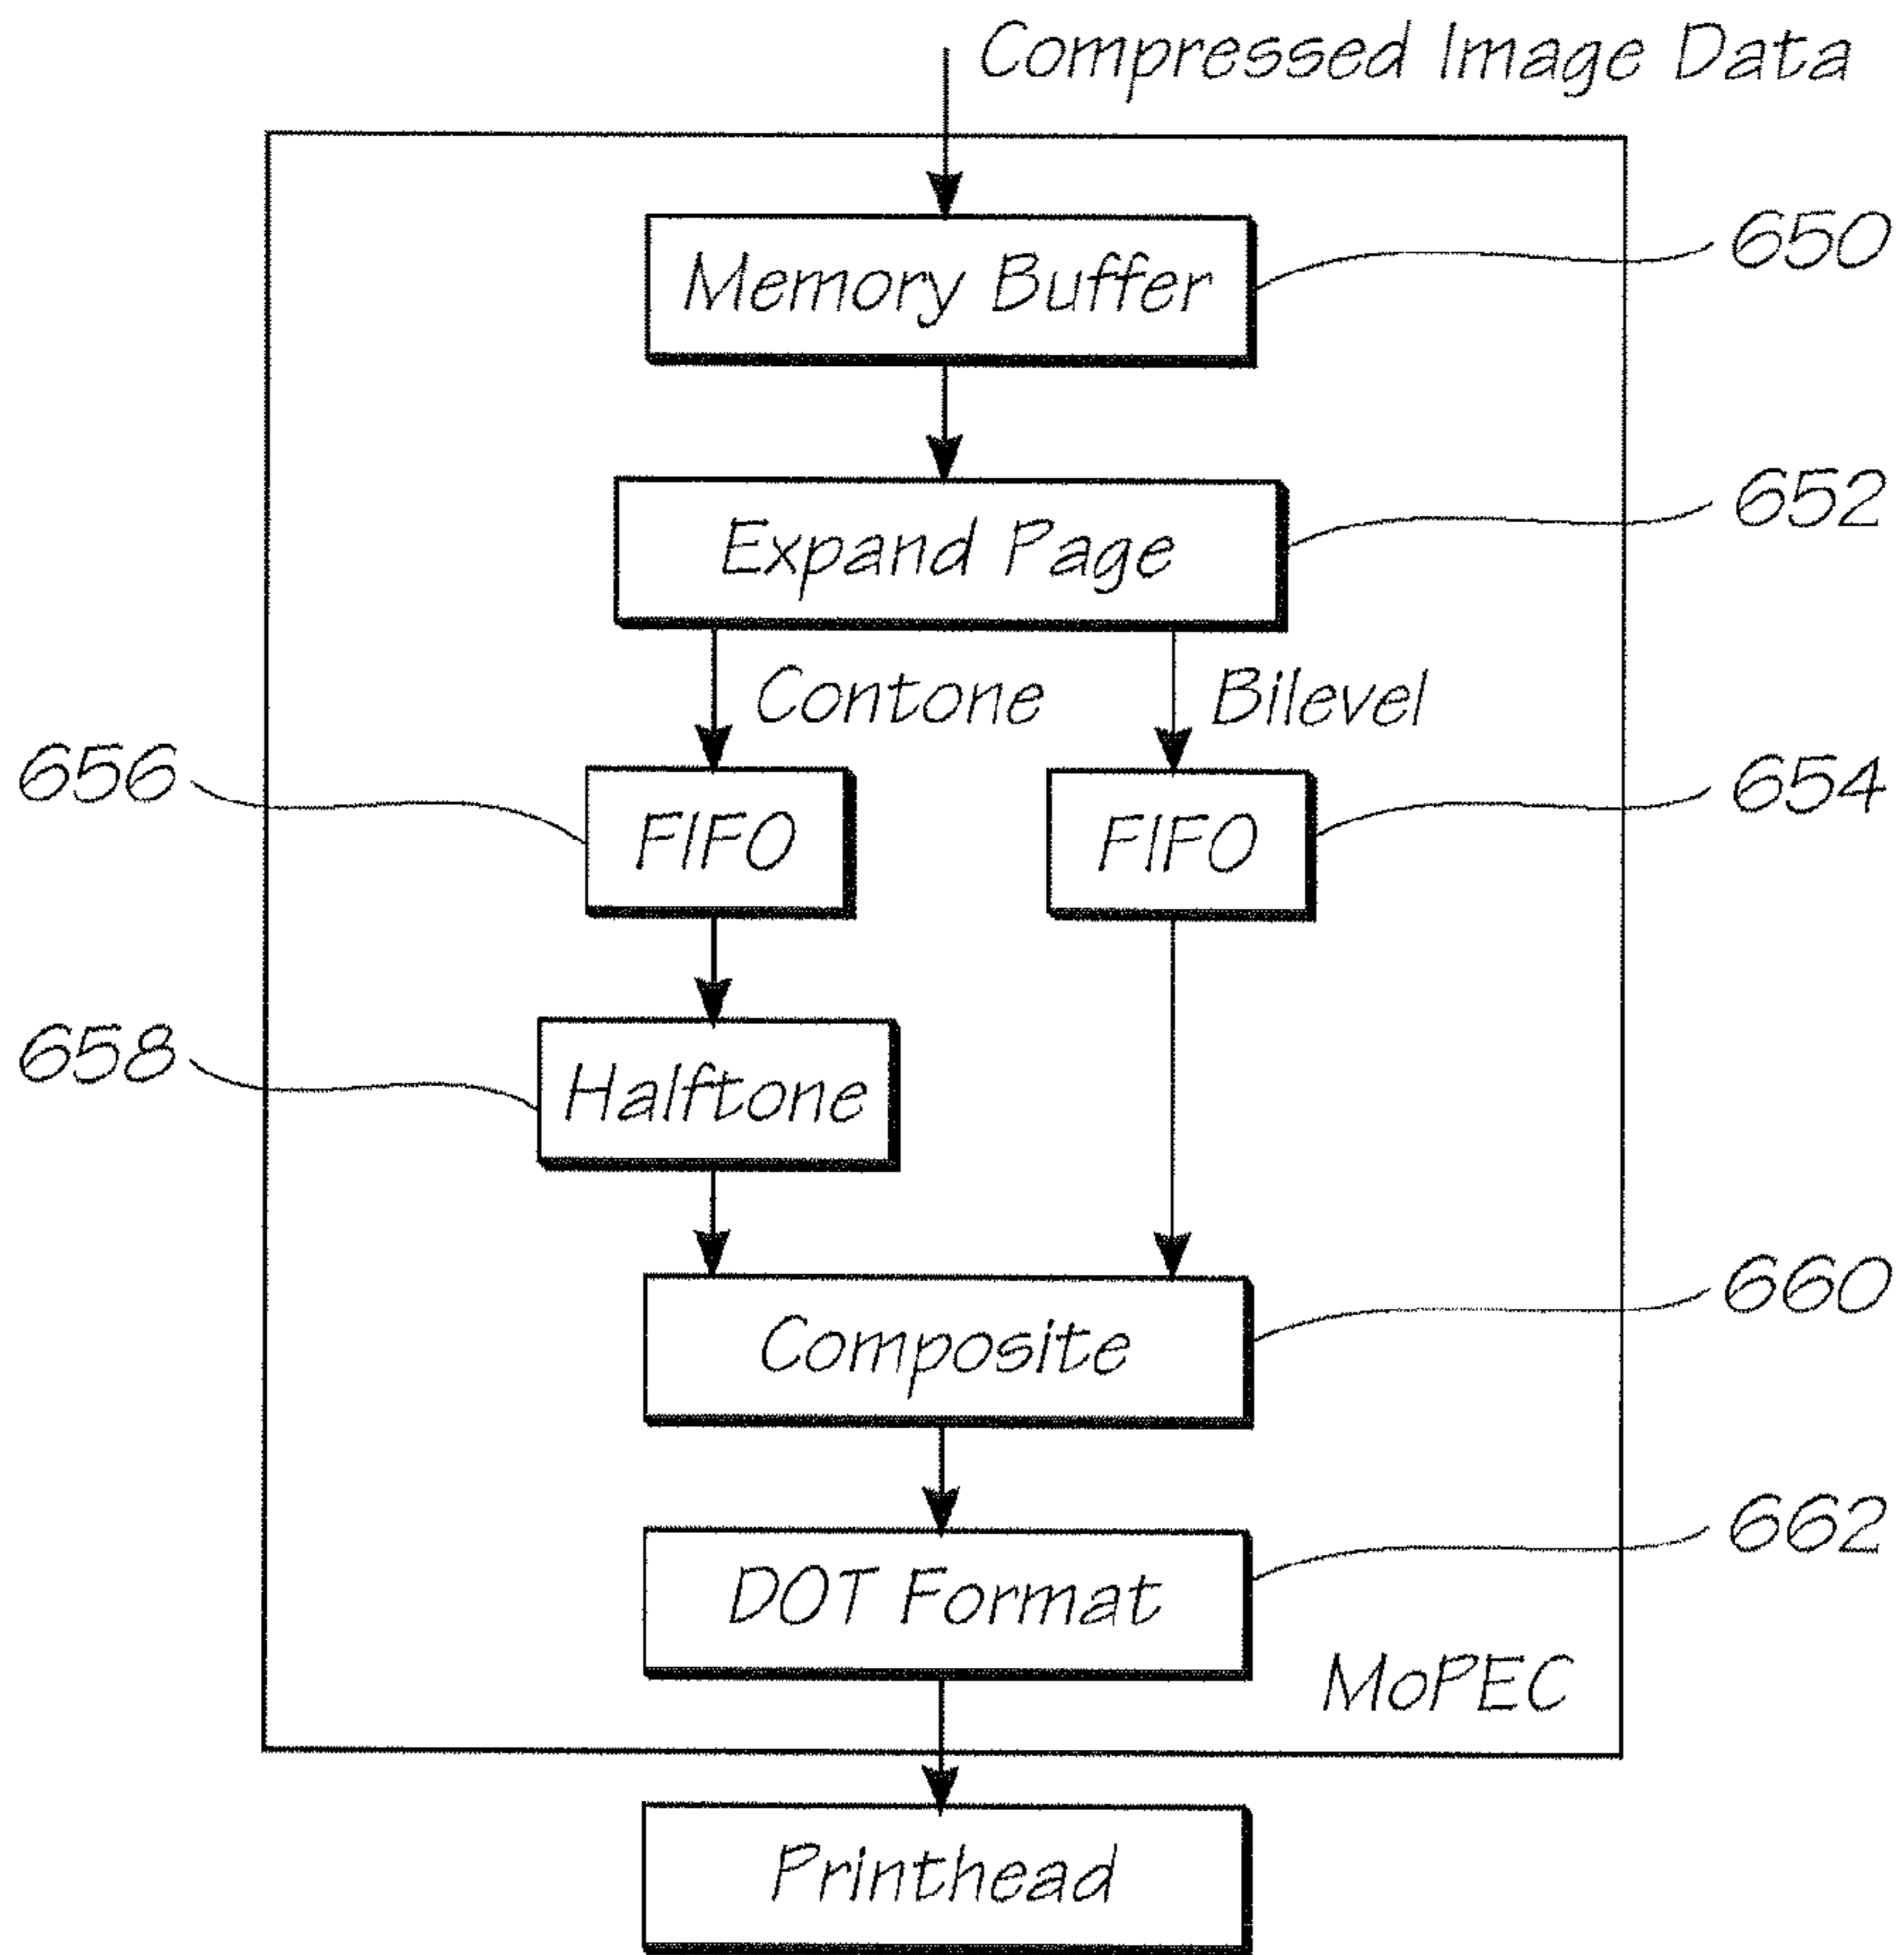 Compressed Image Data
Memory Buffer
650
Expand Page
652
Contone
Bilevel
656
FIFO
FIFO
654
658
Halftone
Composite
660
DOT Format
662
MoPEC
Printhead